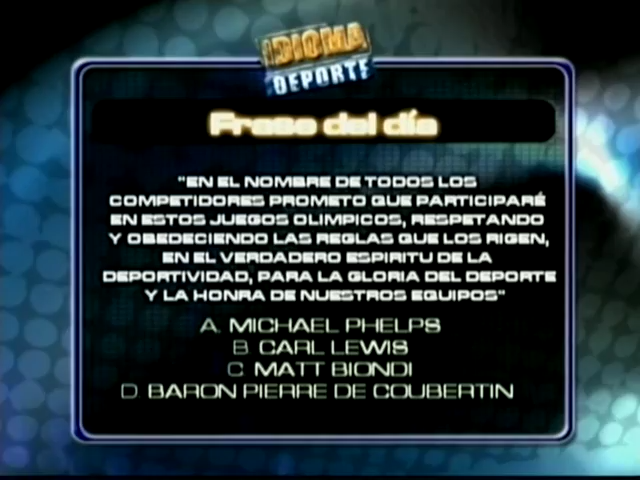 IDIOMA
DEPORTE
Frase del día
"EN EL NOMBRE DE TODOS LOS
COMPETIDORES PROMETO QUE PARTICIPARÉ
EN ESTOS JUEGOS OLIMPICOS, RESPETANDO
Y OBEDECIENDO LAS REGLAS QUE LOS RIGEN,
EN EL VERDADERO ESPIRITU DE LA
DEPORTIVIDAD, PARA LA GLORIA DEL DEPORTE
Y LA HONRA DE NUESTROS EQUIPOS"
A. MICHAEL PHELPS
B. CARL LEWIS
C. MATT BIONDI
D. BARON PIERRE DE COUBERTIN